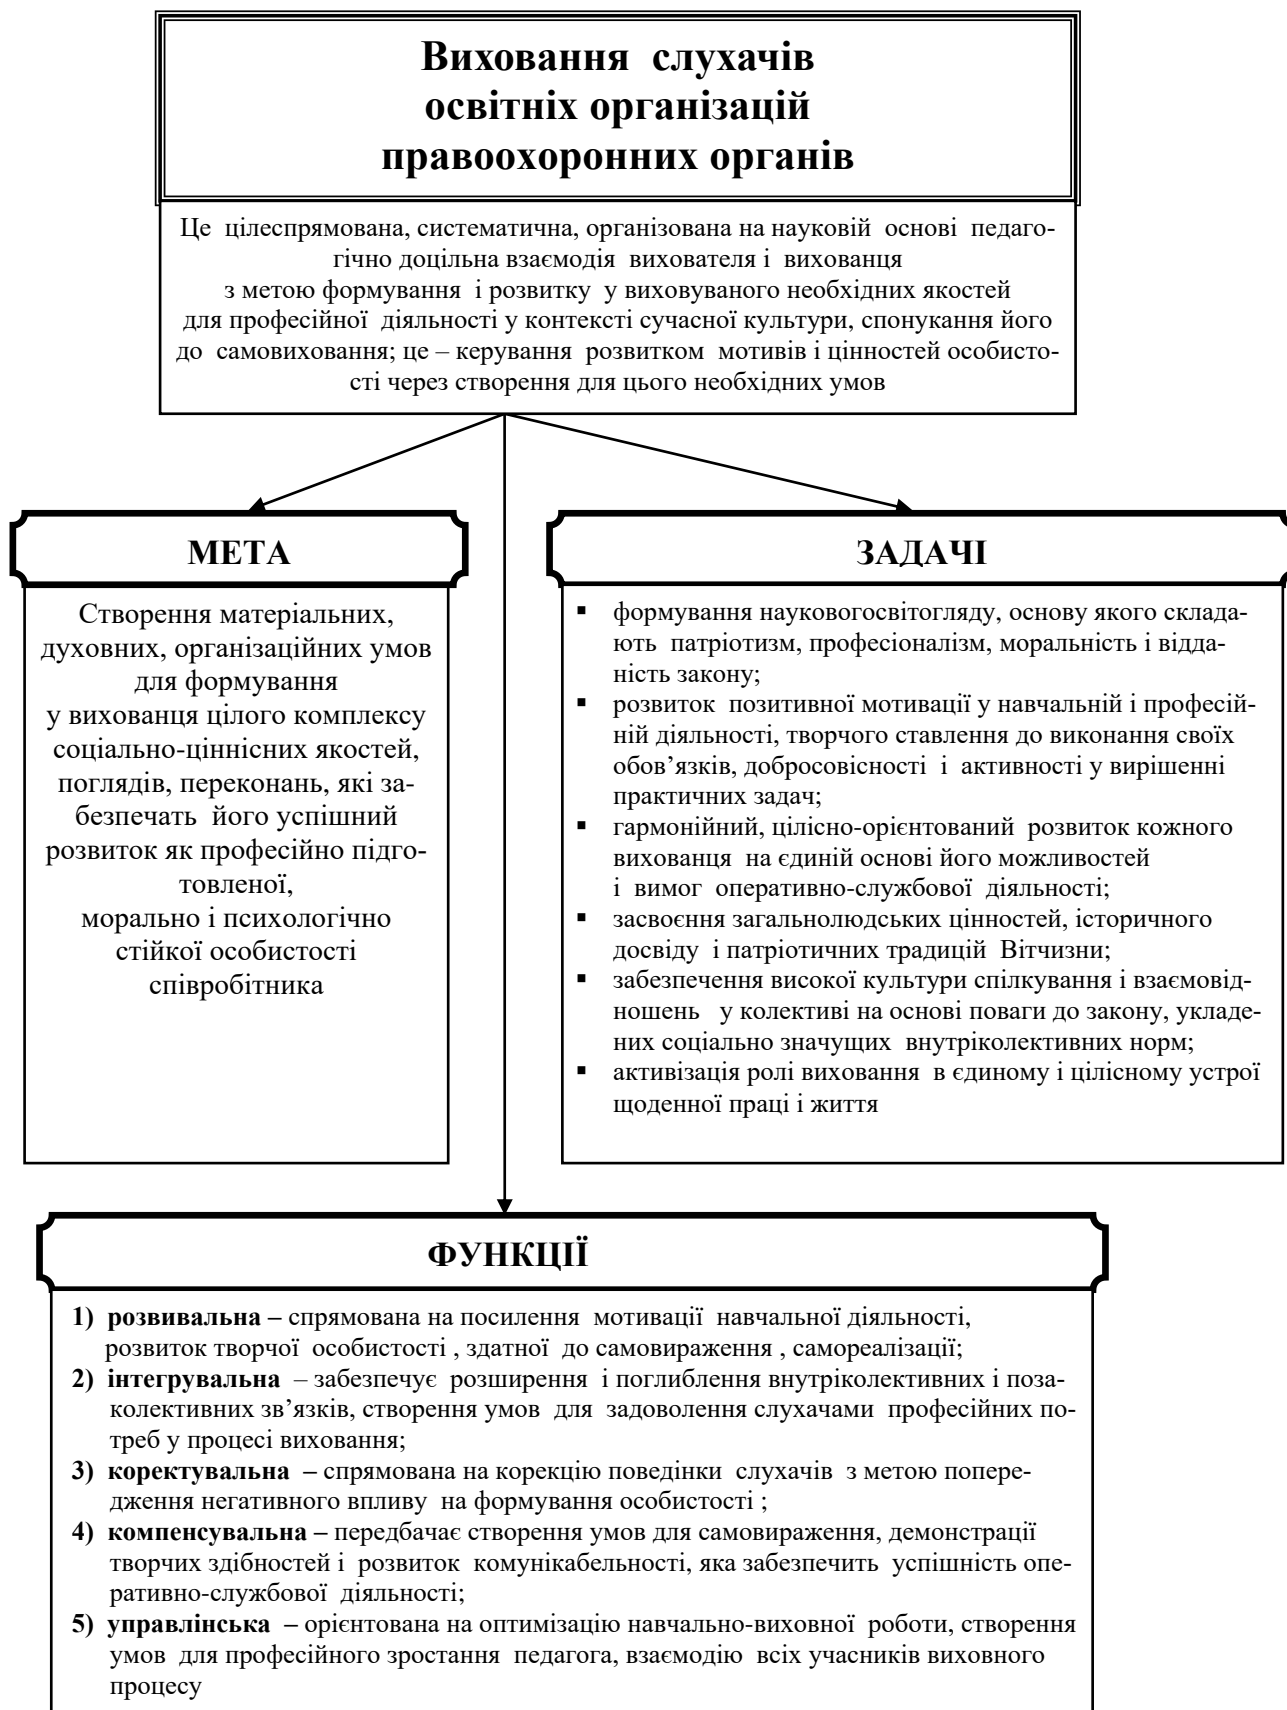 Виховання слухачів
освітніх організацій
правоохоронних органів
Це цілеспрямована, систематична, організована на науковій основі педаго-
гічно доцільна взаємодія вихователя і вихованця
з метою формування і розвитку у виховуваного необхідних якостей
для професійної діяльності у контексті сучасної культури, спонукання його
до самовиховання; це – керування розвитком мотивів і цінностей особисто-
сті через створення для цього необхідних умов
МЕТА
Створення матеріальних,
духовних, організаційних умов
для формування
у вихованця цілого комплексу
соціально-ціннісних якостей,
поглядів, переконань, які за-
безпечать його успішний
розвиток як професійно підго-
товленої,
морально і психологічно
стійкої особистості
співробітника
ЗАДАЧІ
▪ формування науковогосвітогляду, основу якого склада-
ють патріотизм, професіоналізм, моральність і відда-
ність закону;
▪ розвиток позитивної мотивації у навчальній і професій-
ній діяльності, творчого ставлення до виконання своїх
обов’язків, добросовісності і активності у вирішенні
практичних задач;
▪ гармонійний, цілісно-орієнтований розвиток кожного
вихованця на єдиній основі його можливостей
і вимог оперативно-службової діяльності;
▪ засвоєння загальнолюдських цінностей, історичного
досвіду і патріотичних традицій Вітчизни;
▪ забезпечення високої культури спілкування і взаємовід-
ношень у колективі на основі поваги до закону, укладе-
них соціально значущих внутріколективних норм;
▪ активізація ролі виховання в єдиному і цілісному устрої
щоденної праці і життя
ФУНКЦІЇ
1) розвивальна – спрямована на посилення мотивації навчальної діяльності,
розвиток творчої особистості , здатної до самовираження , самореалізації;
2) інтегрувальна – забезпечує розширення і поглиблення внутріколективних і поза-
колективних зв’язків, створення умов для задоволення слухачами професійних по-
треб у процесі виховання;
3) коректувальна – спрямована на корекцію поведінки слухачів з метою попере-
дження негативного впливу на формування особистості ;
4) компенсувальна – передбачає створення умов для самовираження, демонстрації
творчих здібностей і розвиток комунікабельності, яка забезпечить успішність опе-
ративно-службової діяльності;
5) управлінська – орієнтована на оптимізацію навчально-виховної роботи, створення
умов для професійного зростання педагога, взаємодію всіх учасників виховного
процесу